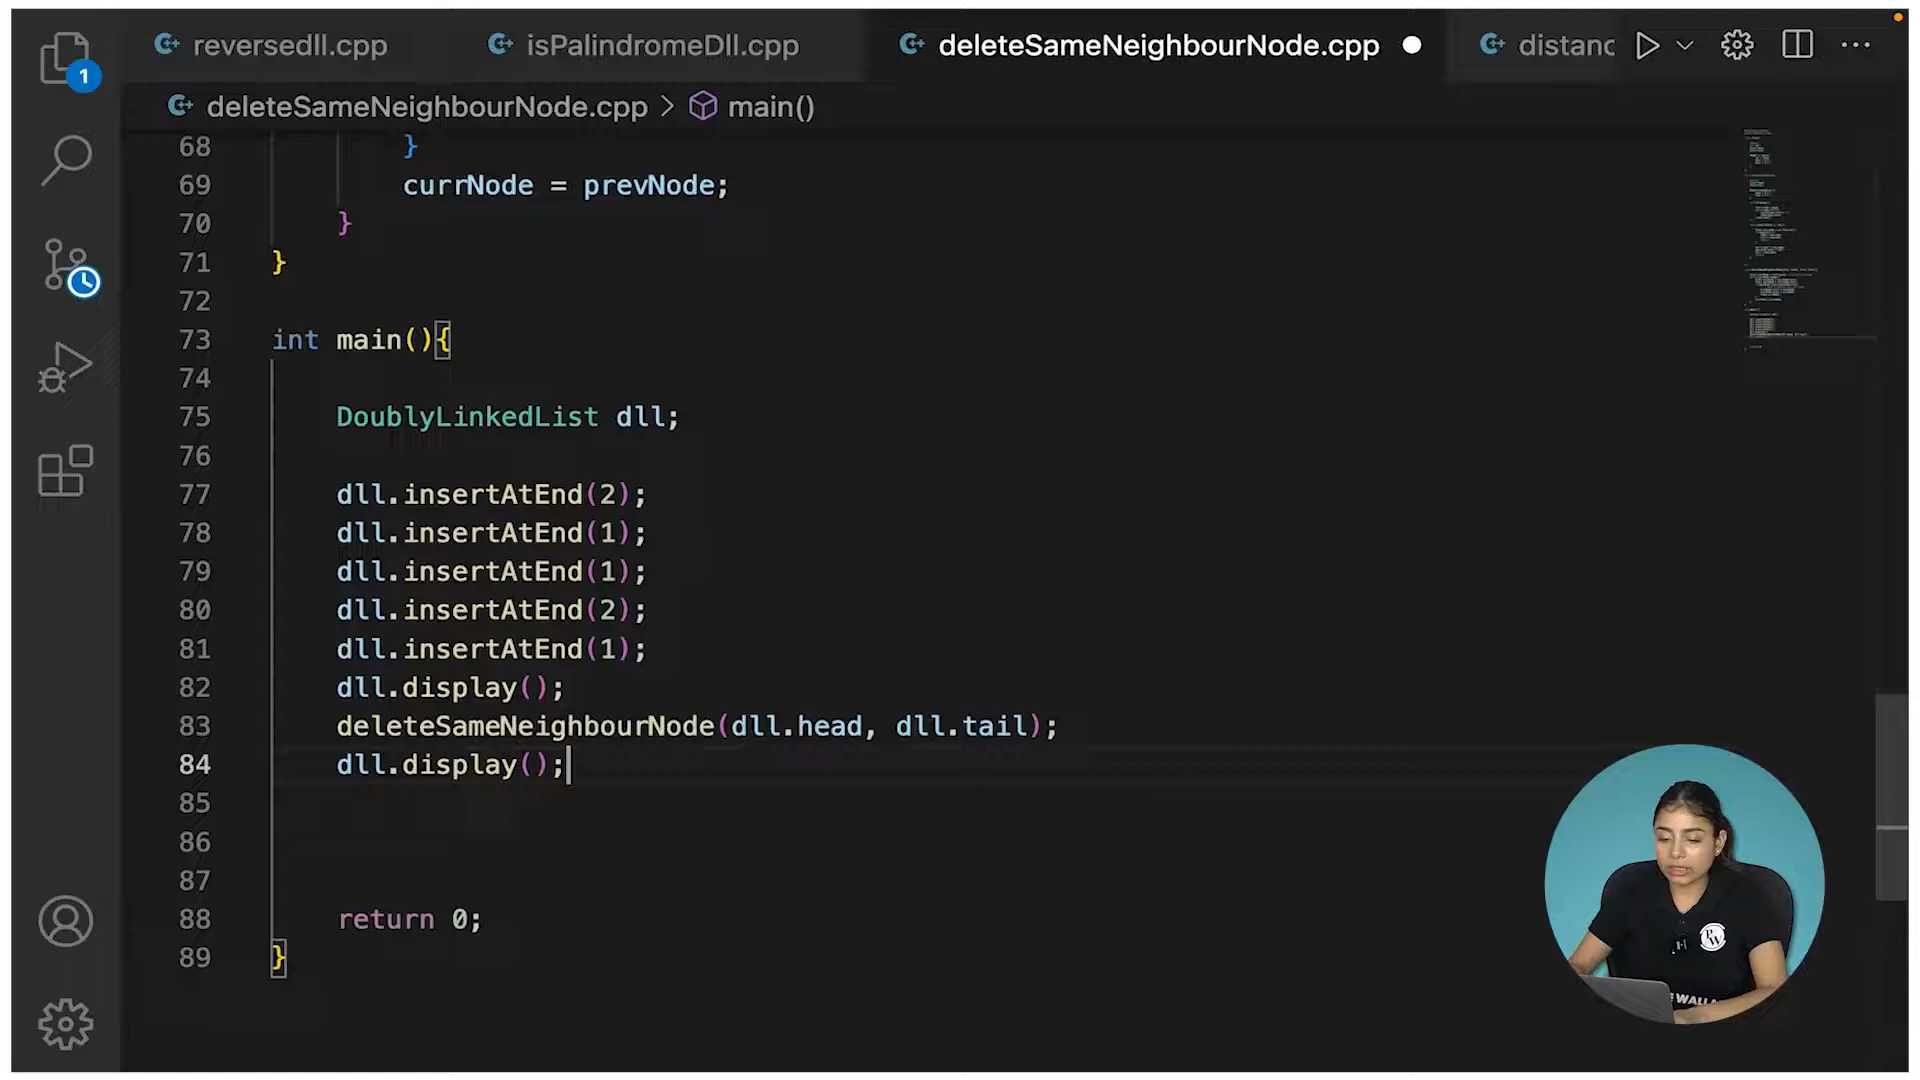 reversedll.cpp isPalindromeDll.cpp deleteSameNeighbourNode.cpp distanc
1
deleteSameNeighbourNode.cpp > main()
68 }
69 currNode = prevNode;
70 }
71 }
72
73 int main(){
74
75 DoublyLinkedList dll;
76
77 dll.insertAtEnd(2);
78 dll.insertAtEnd(1);
79 dll.insertAtEnd(1);
80 dll.insertAtEnd(2);
81 dll.insertAtEnd(1);
82 dll.display();
83 deleteSameNeighbourNode(dll.head, dll.tail);
84 dll.display();
85
86
87
88 return 0;
89 }
PW